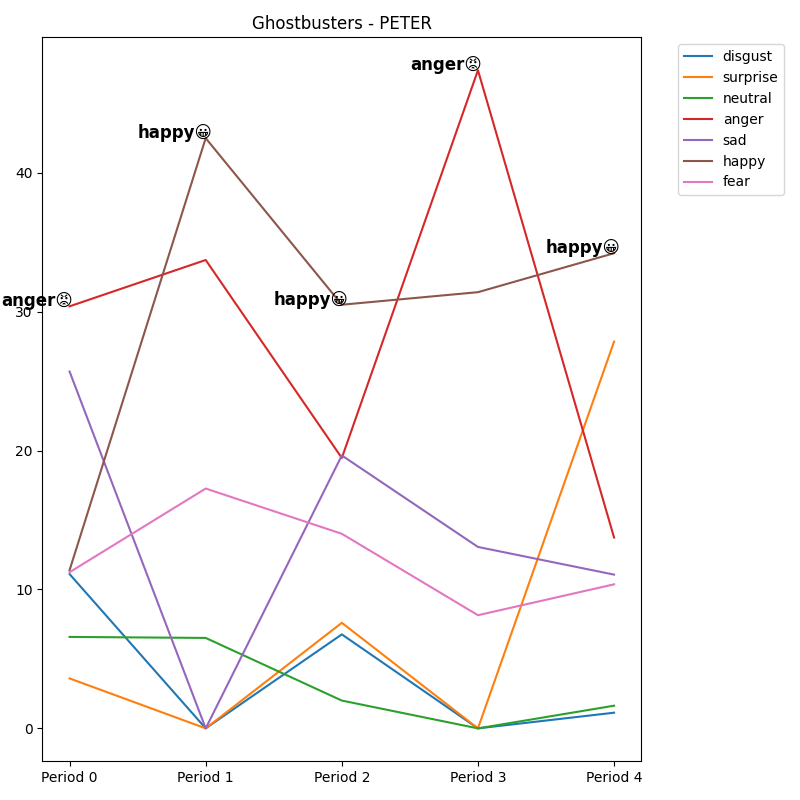 Ghostbusters - PETER
disgust
surprise
neutral
anger
sad
happy
fear
anger😡
happy😀
happy😀
anger😡
happy😀
40
30
20
10
0
Period 0
Period 1
Period 2
Period 3
Period 4